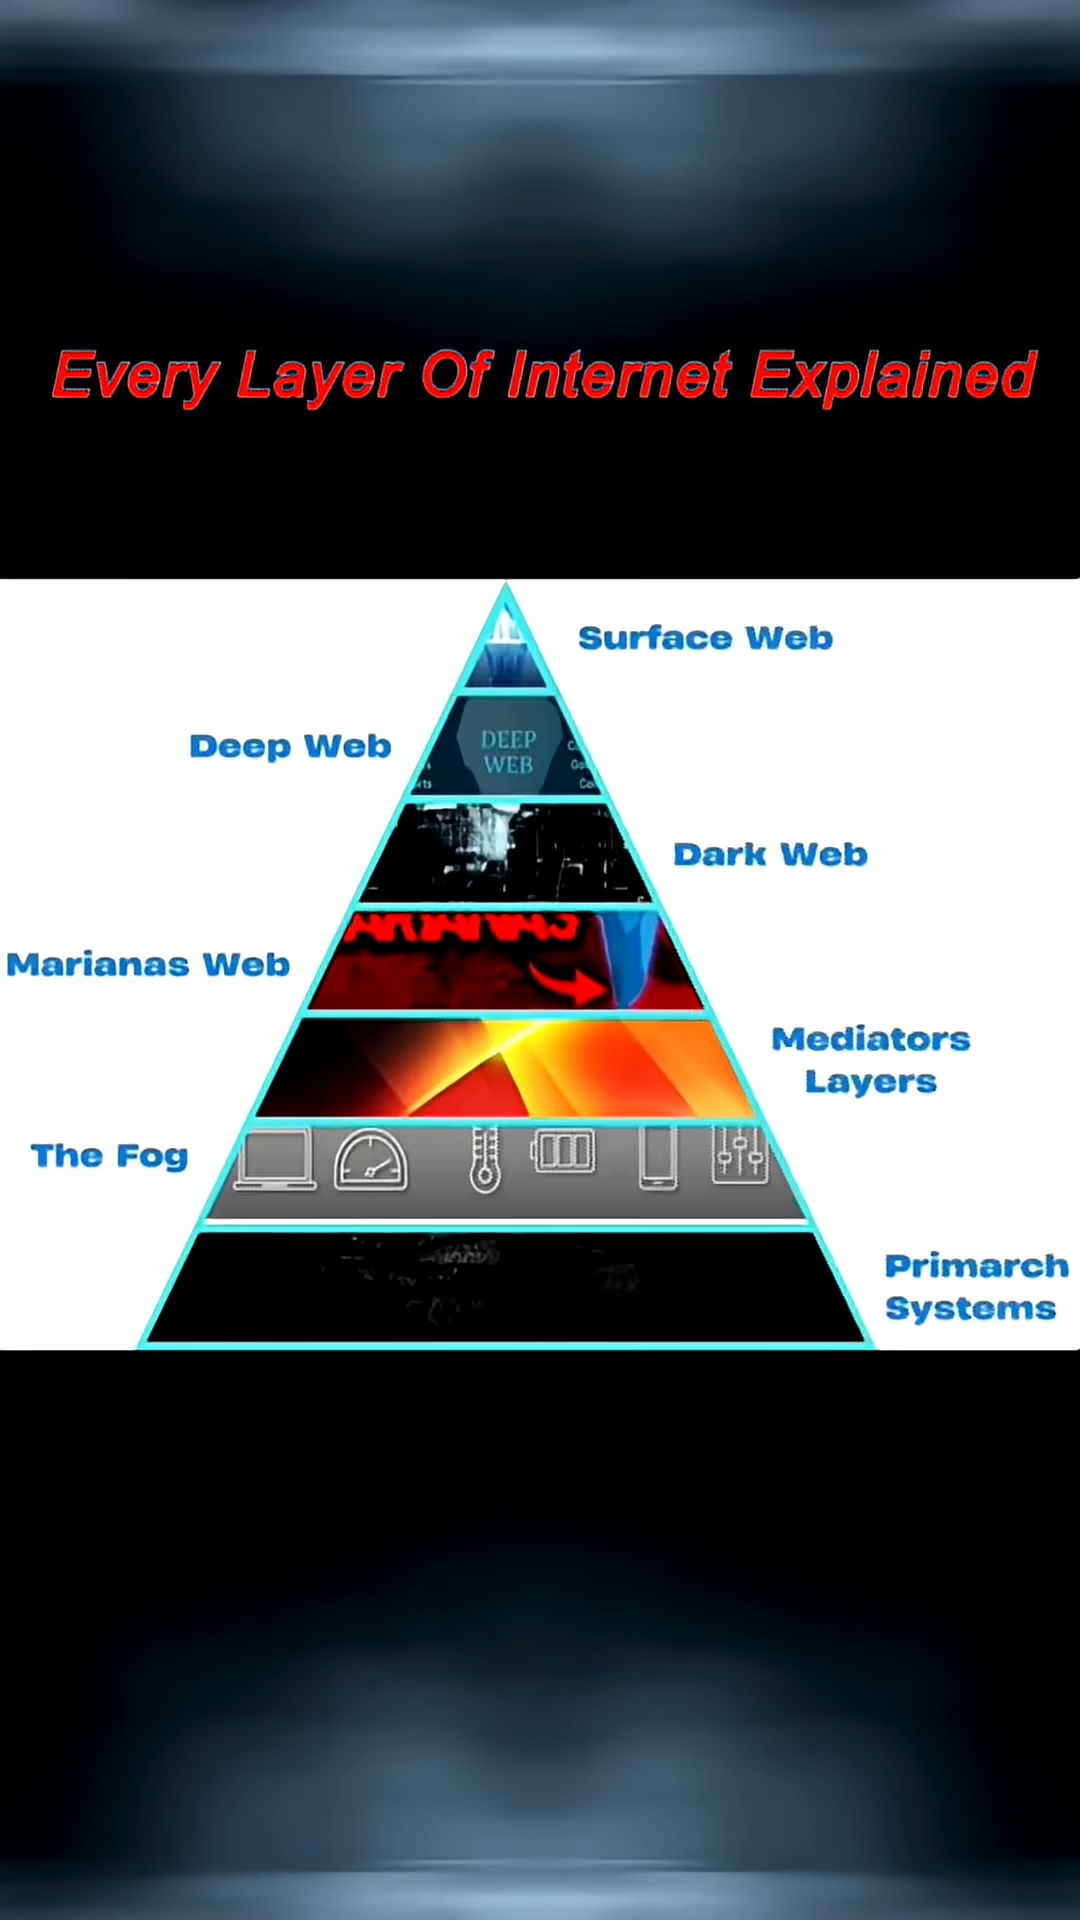 Every Layer Of Internet Explained
Surface Web
Deep Web
DEEP
WEB
Dark Web
Marianas Web
Mediators
Layers
The Fog
Primarch
Systems